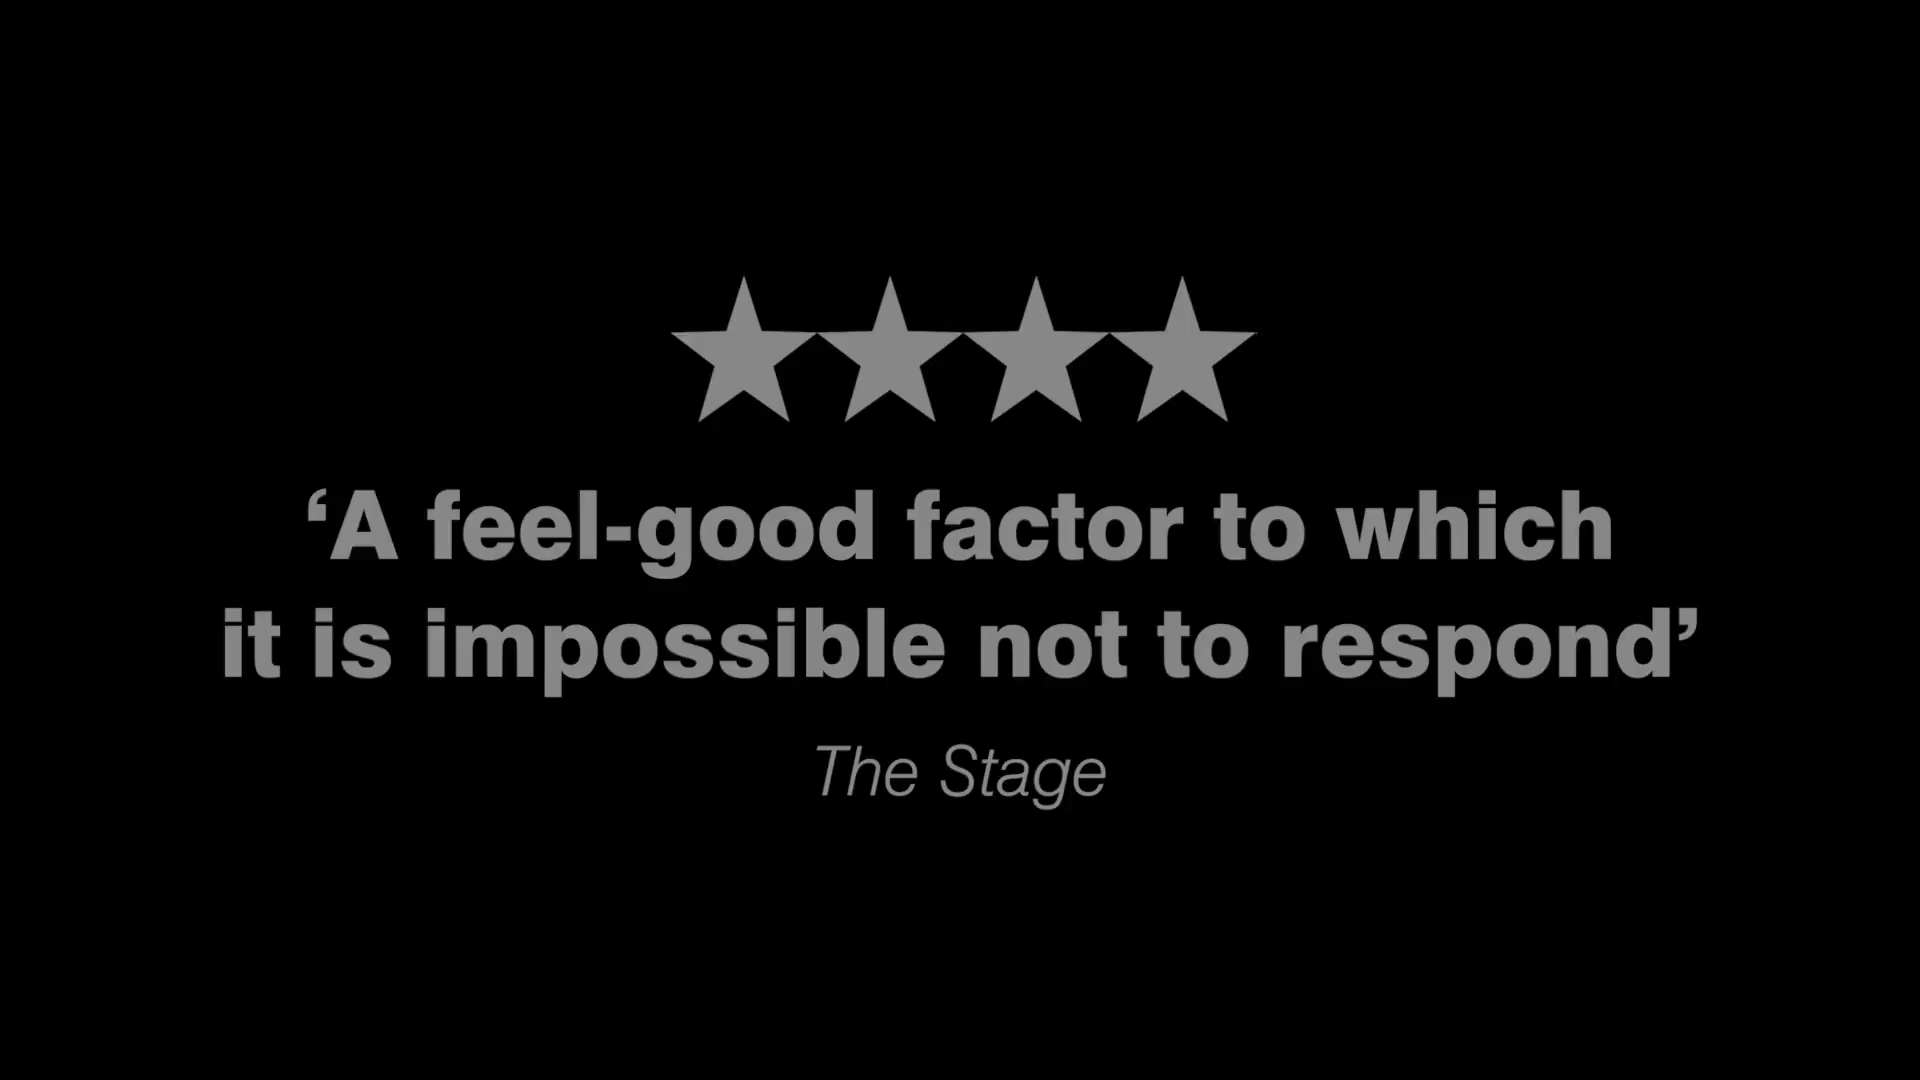 ‘A feel-good factor to which
it is impossible not to respond’
The Stage